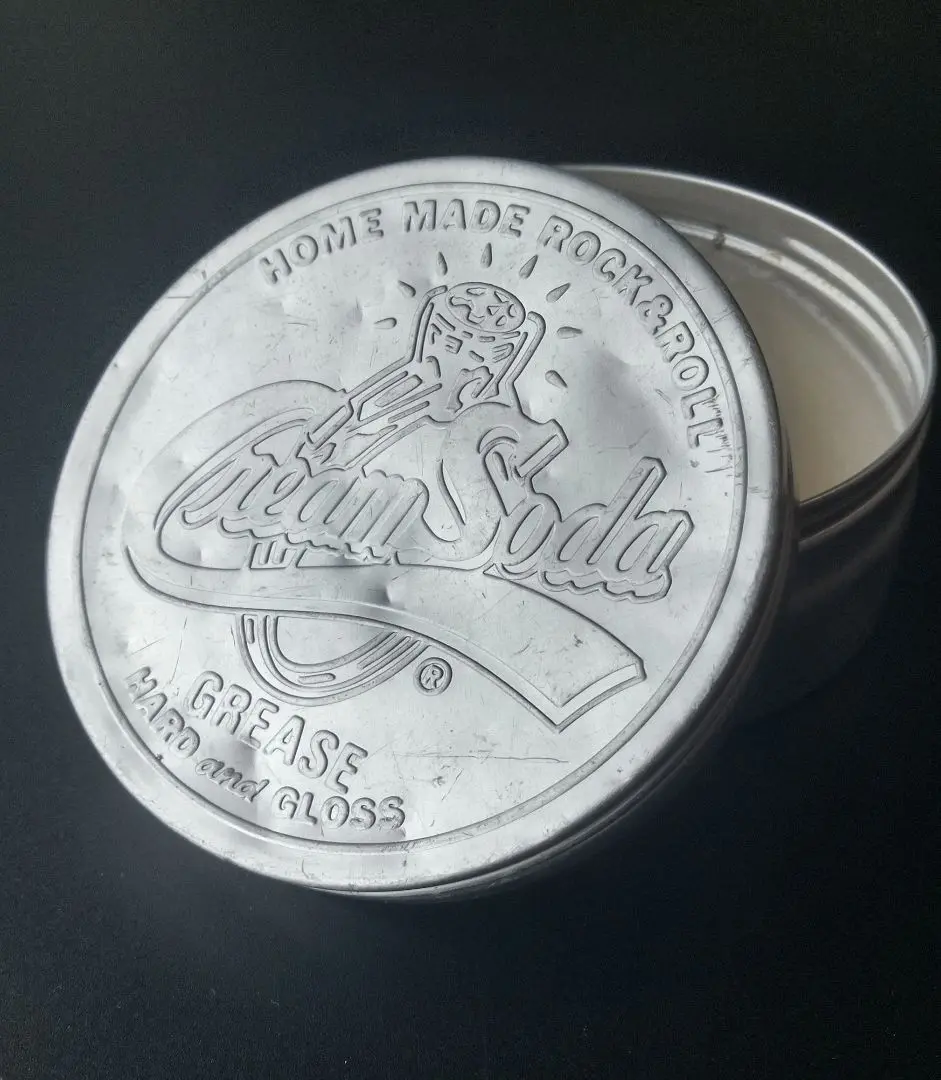 HOME MADE ROCK&ROLL
Cream Soda
®
GREASE
HARD and GLOSS